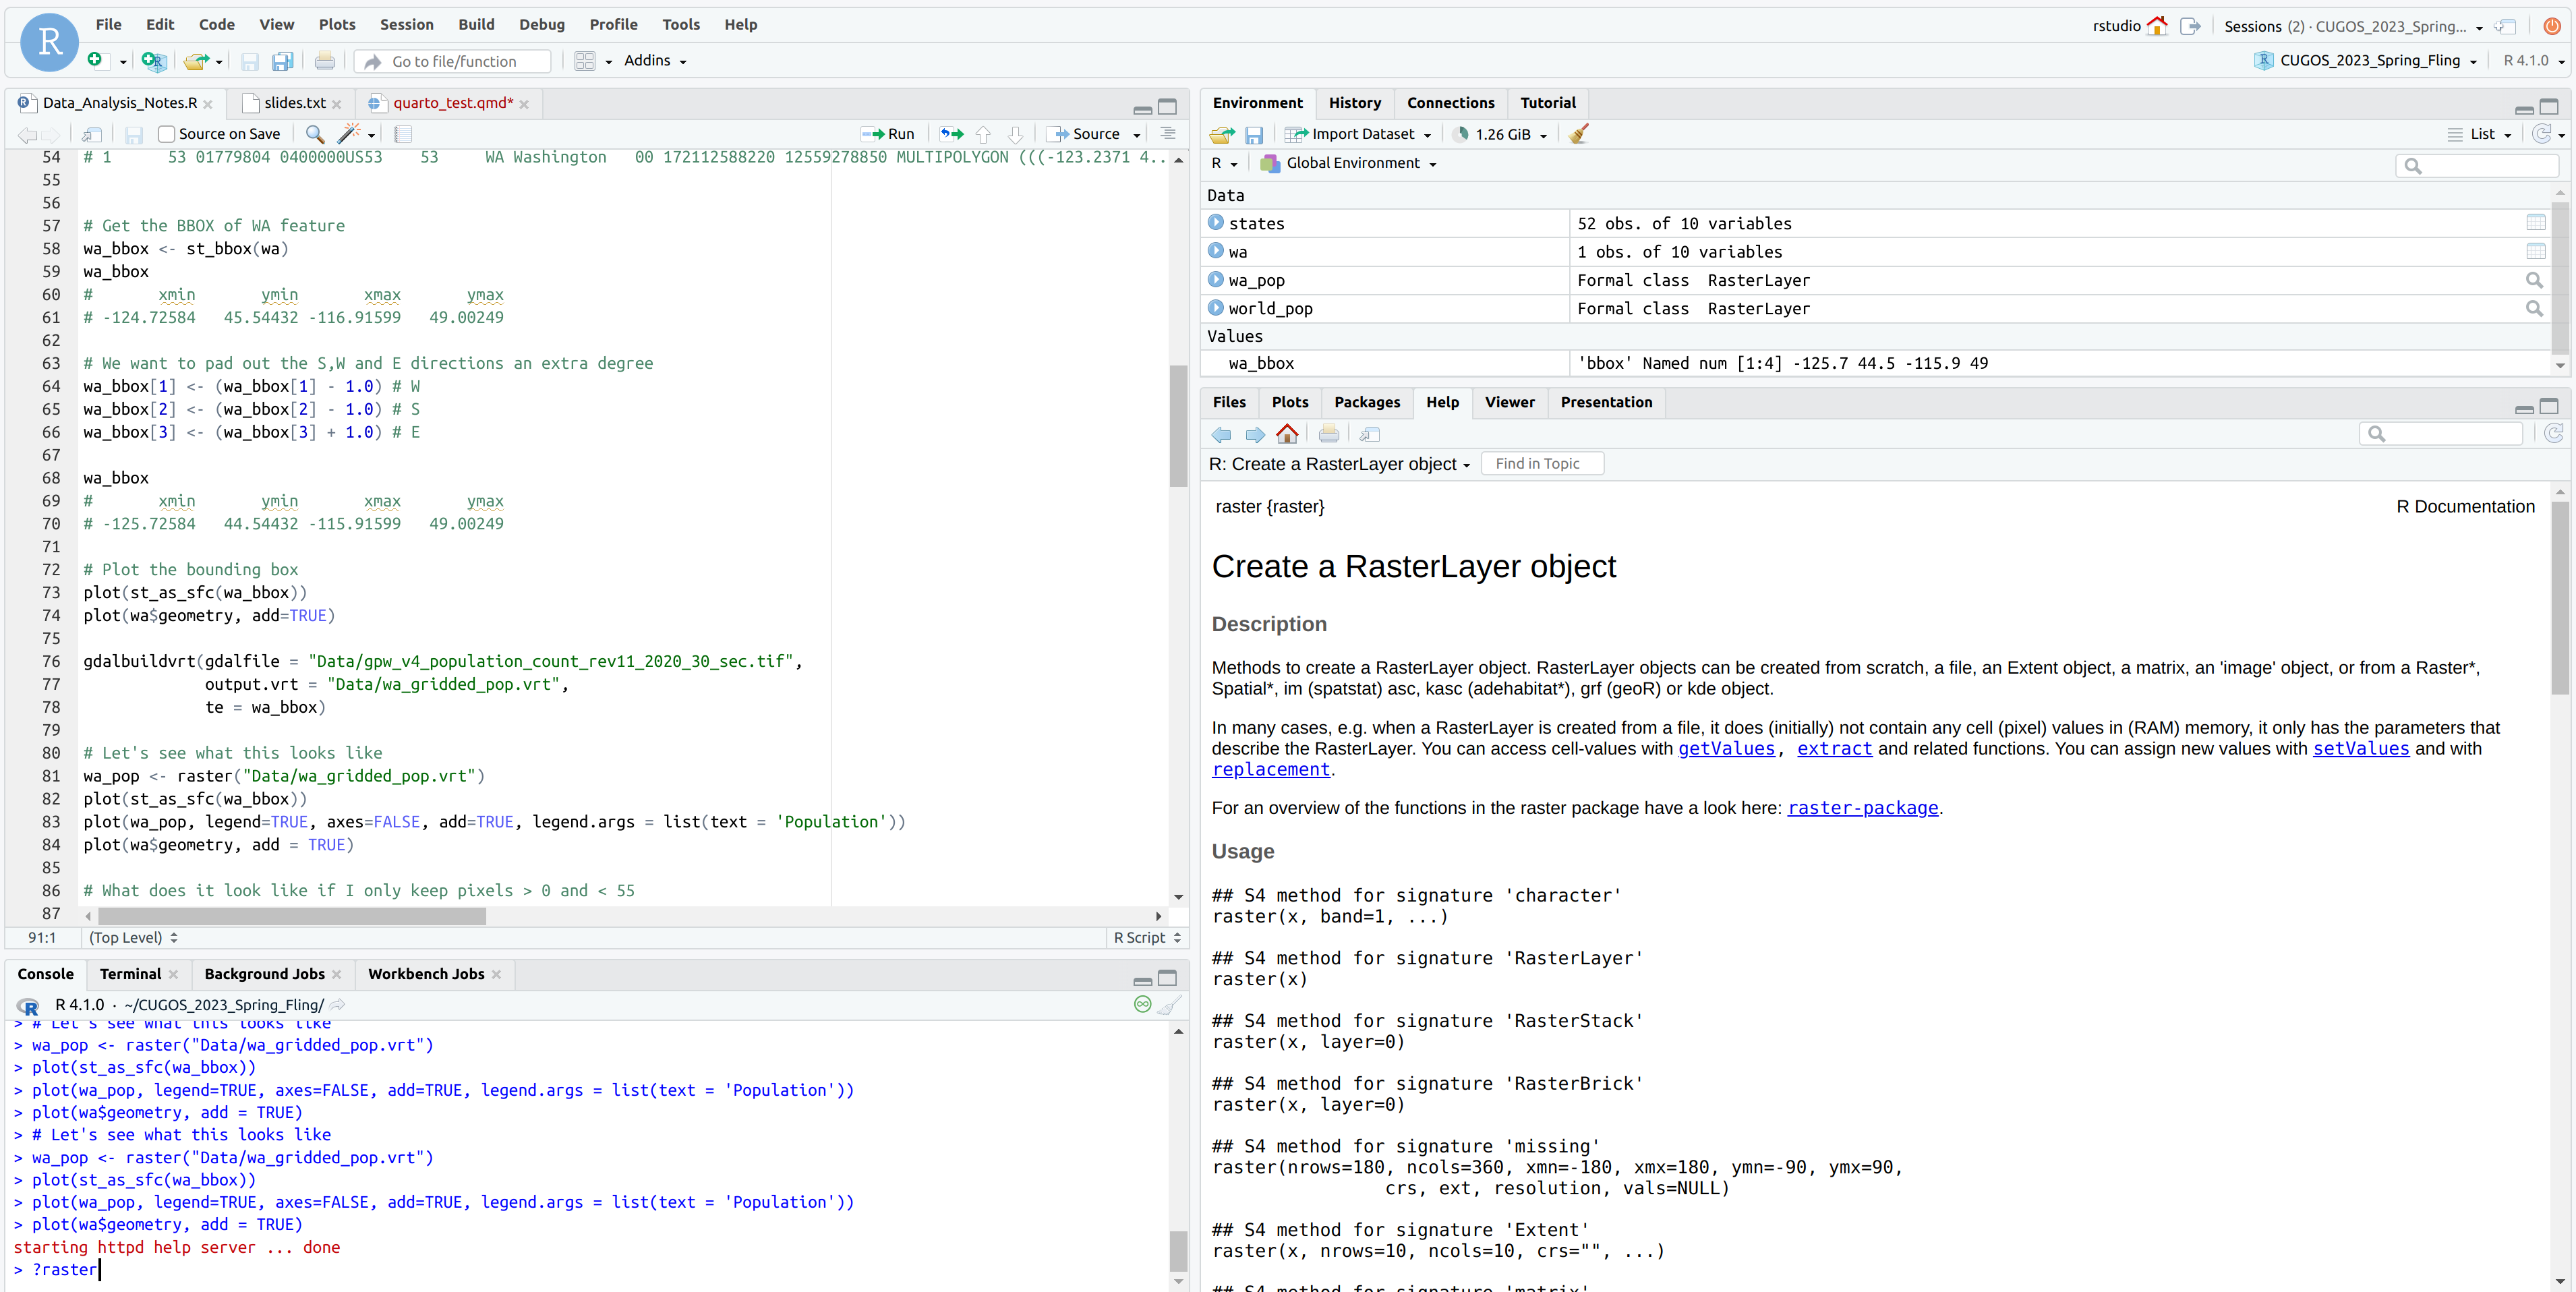 File Edit Code View Plots Session Build Debug Profile Tools Help
rstudio Sessions (2) · CUGOS_2023_Spring...
R
Go to file/function Addins
CUGOS_2023_Spring_Fling R 4.1.0
Data_Analysis_Notes.R slides.txt quarto_test.qmd*
Source on Save Run Source
54 # 1 53 01779804 0400000US53 53 WA Washington 00 172112588220 12559278850 MULTIPOLYGON (((-123.2371 4..
55
56
57 # Get the BBOX of WA feature
58 wa_bbox <- st_bbox(wa)
59 wa_bbox
60 # xmin ymin xmax ymax
61 # -124.72584 45.54432 -116.91599 49.00249
62
63 # We want to pad out the S,W and E directions an extra degree
64 wa_bbox[1] <- (wa_bbox[1] - 1.0) # W
65 wa_bbox[2] <- (wa_bbox[2] - 1.0) # S
66 wa_bbox[3] <- (wa_bbox[3] + 1.0) # E
67
68 wa_bbox
69 # xmin ymin xmax ymax
70 # -125.72584 44.54432 -115.91599 49.00249
71
72 # Plot the bounding box
73 plot(st_as_sfc(wa_bbox))
74 plot(wa$geometry, add=TRUE)
75
76 gdalbuildvrt(gdalfile = "Data/gpw_v4_population_count_rev11_2020_30_sec.tif",
77 output.vrt = "Data/wa_gridded_pop.vrt",
78 te = wa_bbox)
79
80 # Let's see what this looks like
81 wa_pop <- raster("Data/wa_gridded_pop.vrt")
82 plot(st_as_sfc(wa_bbox))
83 plot(wa_pop, legend=TRUE, axes=FALSE, add=TRUE, legend.args = list(text = 'Population'))
84 plot(wa$geometry, add = TRUE)
85
86 # What does it look like if I only keep pixels > 0 and < 55
87
91:1 (Top Level) R Script
Console Terminal Background Jobs Workbench Jobs
R 4.1.0 · ~/CUGOS_2023_Spring_Fling/
> # Let's see what this looks like
> wa_pop <- raster("Data/wa_gridded_pop.vrt")
> plot(st_as_sfc(wa_bbox))
> plot(wa_pop, legend=TRUE, axes=FALSE, add=TRUE, legend.args = list(text = 'Population'))
> plot(wa$geometry, add = TRUE)
> # Let's see what this looks like
> wa_pop <- raster("Data/wa_gridded_pop.vrt")
> plot(st_as_sfc(wa_bbox))
> plot(wa_pop, legend=TRUE, axes=FALSE, add=TRUE, legend.args = list(text = 'Population'))
> plot(wa$geometry, add = TRUE)
starting httpd help server ... done
> ?raster
Environment History Connections Tutorial
Import Dataset 1.26 GiB List
R Global Environment
Data
states 52 obs. of 10 variables
wa 1 obs. of 10 variables
wa_pop Formal class RasterLayer
world_pop Formal class RasterLayer
Values
wa_bbox 'bbox' Named num [1:4] -125.7 44.5 -115.9 49
Files Plots Packages Help Viewer Presentation
R: Create a RasterLayer object Find in Topic
raster {raster} R Documentation
Create a RasterLayer object
Description
Methods to create a RasterLayer object. RasterLayer objects can be created from scratch, a file, an Extent object, a matrix, an 'image' object, or from a Raster*,
Spatial*, im (spatstat) asc, kasc (adehabitat*), grf (geoR) or kde object.
In many cases, e.g. when a RasterLayer is created from a file, it does (initially) not contain any cell (pixel) values in (RAM) memory, it only has the parameters that
describe the RasterLayer. You can access cell-values with getValues, extract and related functions. You can assign new values with setValues and with
replacement.
For an overview of the functions in the raster package have a look here: raster-package.
Usage
## S4 method for signature 'character'
raster(x, band=1, ...)
## S4 method for signature 'RasterLayer'
raster(x)
## S4 method for signature 'RasterStack'
raster(x, layer=0)
## S4 method for signature 'RasterBrick'
raster(x, layer=0)
## S4 method for signature 'missing'
raster(nrows=180, ncols=360, xmn=-180, xmx=180, ymn=-90, ymx=90,
crs, ext, resolution, vals=NULL)
## S4 method for signature 'Extent'
raster(x, nrows=10, ncols=10, crs="", ...)
## S4 method for signature 'matrix'